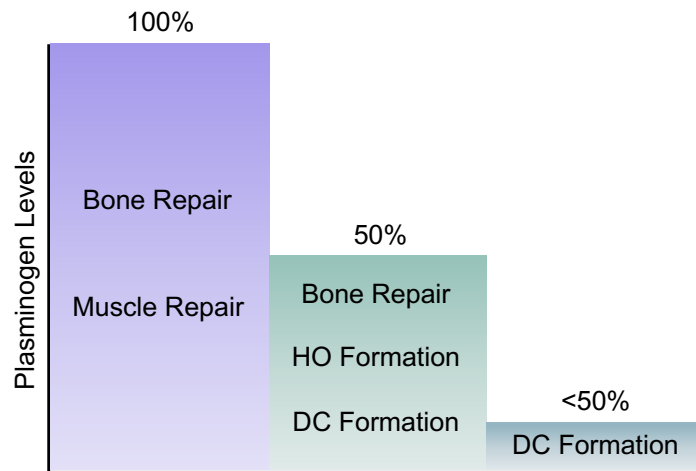 Plasminogen Levels
100%
Bone Repair
Muscle Repair
50%
Bone Repair
HO Formation
DC Formation
<50%
DC Formation